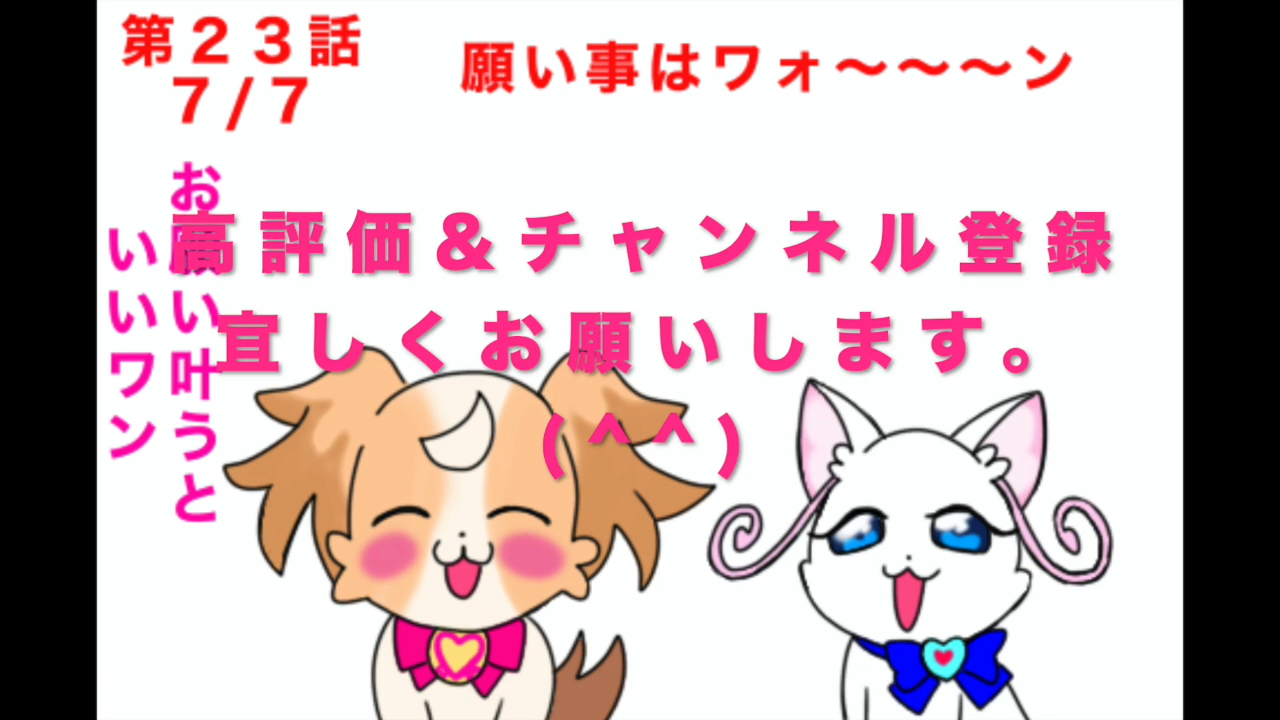 第２３話
７/７
願い事はワォ～～～ン
お願い叶うと
いいワン
高評価＆チャンネル登録
宜しくお願いします。
(^^)